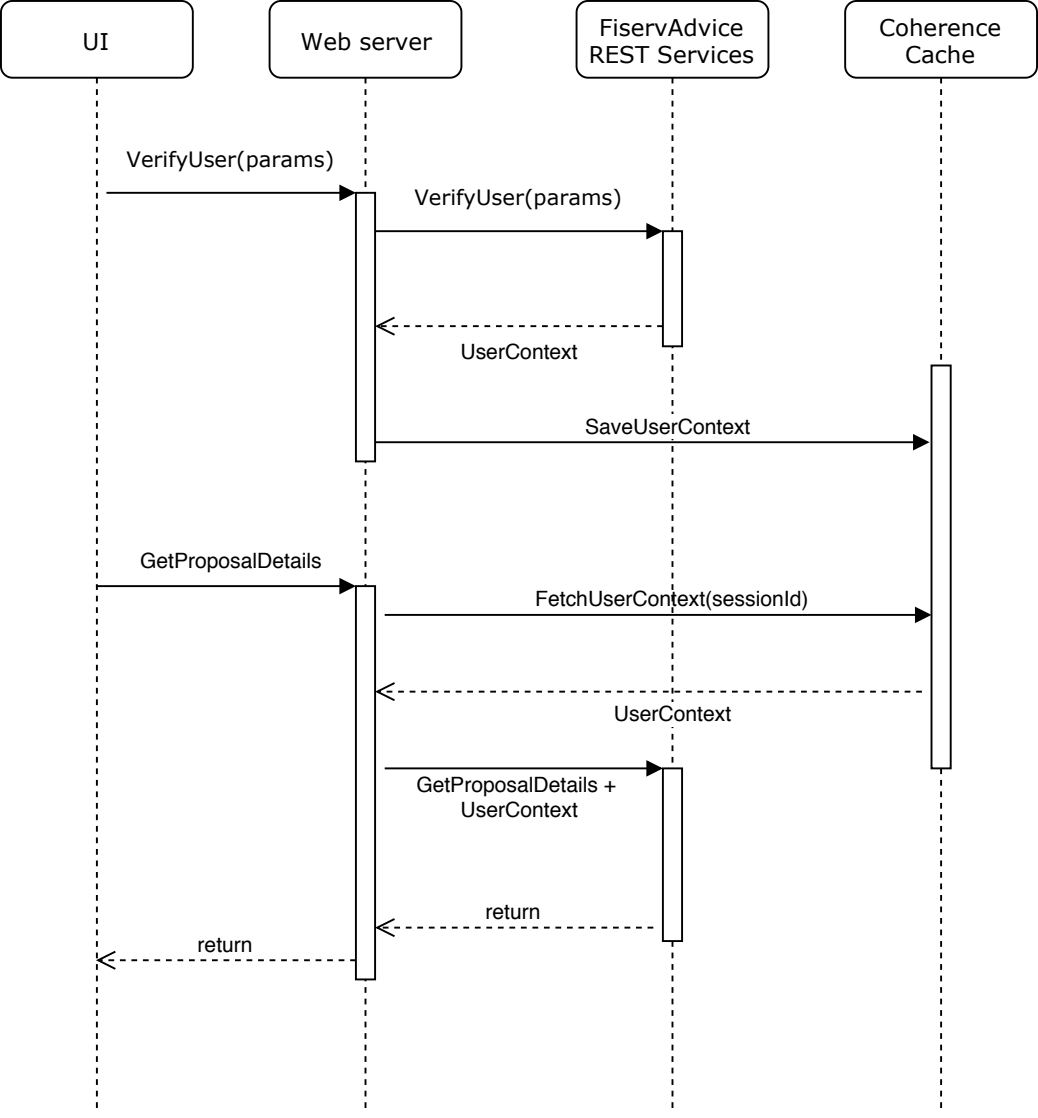 UI
Web server
FiservAdvice
REST Services
Coherence
Cache
VerifyUser(params)
VerifyUser(params)
UserContext
SaveUserContext
GetProposalDetails
FetchUserContext(sessionId)
UserContext
GetProposalDetails +
UserContext
return
return